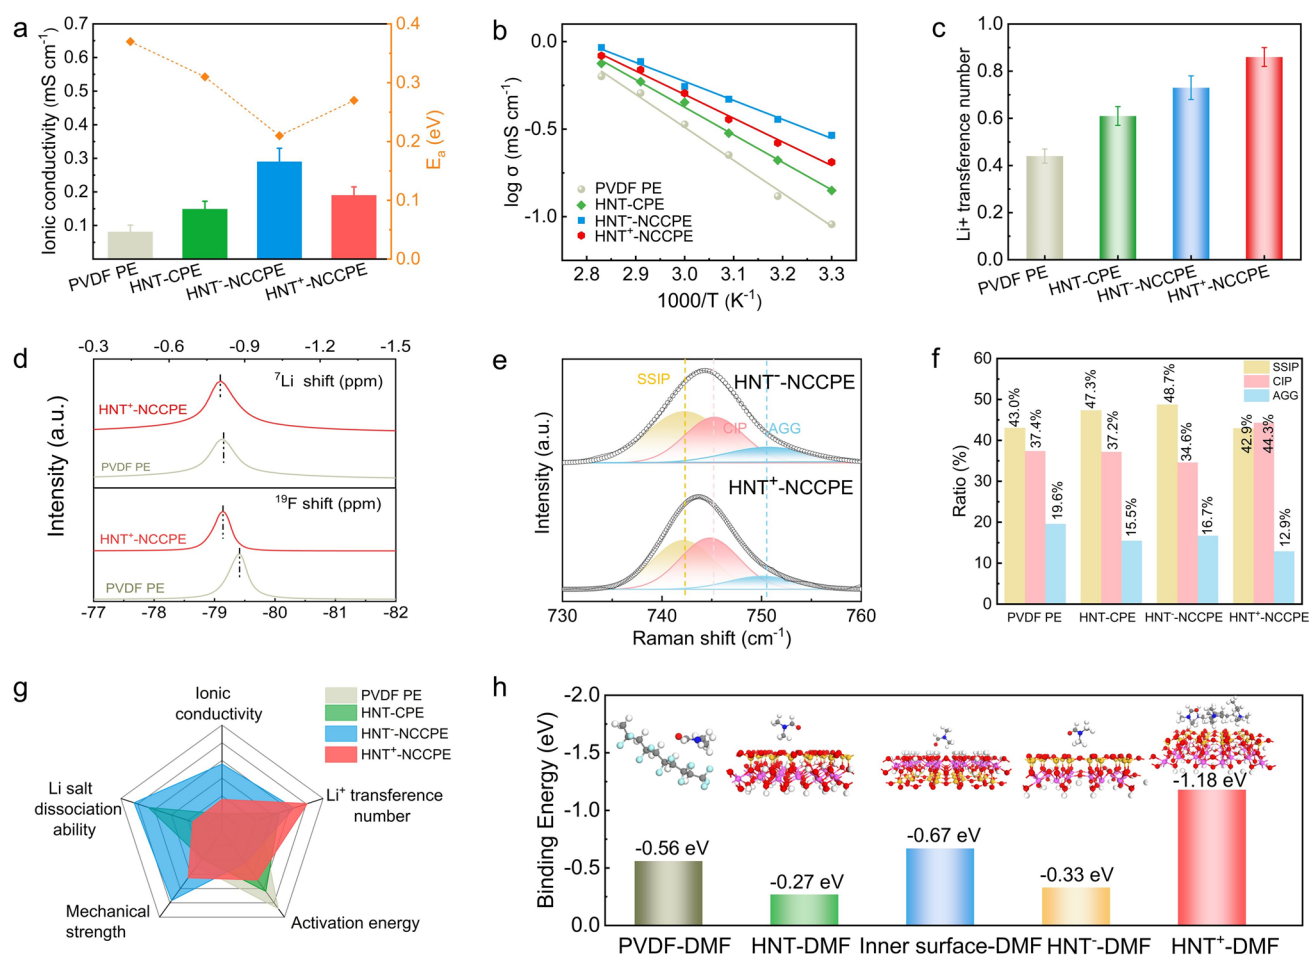 a
0.7
0.6
0.5
0.4
0.3
0.2
0.1
Ionic conductivity (mS cm⁻¹)
0.4
0.3
0.2
0.1
0.0
Eₐ (eV)
PVDF PE
HNT-CPE
HNT⁻-NCCPE
HNT⁺-NCCPE
b
0.0
-0.5
-1.0
log σ (mS cm⁻¹)
PVDF PE
HNT-CPE
HNT⁻-NCCPE
HNT⁺-NCCPE
2.8 2.9 3.0 3.1 3.2 3.3
1000/T (K⁻¹)
c
1.0
0.8
0.6
0.4
0.2
0.0
Li+ transference number
PVDF PE
HNT-CPE
HNT⁻-NCCPE
HNT⁺-NCCPE
d
-0.3 -0.6 -0.9 -1.2 -1.5
⁷Li shift (ppm)
HNT⁺-NCCPE
PVDF PE
Intensity (a.u.)
¹⁹F shift (ppm)
HNT⁺-NCCPE
PVDF PE
-77 -78 -79 -80 -81 -82
e
SSIP
HNT⁻-NCCPE
CIP
AGG
HNT⁺-NCCPE
Intensity (a.u.)
730 740 750 760
Raman shift (cm⁻¹)
f
60
50
40
30
20
10
0
Ratio (%)
SSIP
CIP
AGG
43.0%
37.4%
19.6%
47.3%
37.2%
15.5%
48.7%
34.6%
16.7%
42.9%
44.3%
12.9%
PVDF PE
HNT-CPE
HNT⁻-NCCPE
HNT⁺-NCCPE
g
Ionic
conductivity
PVDF PE
HNT-CPE
HNT⁻-NCCPE
HNT⁺-NCCPE
Li salt
dissociation
ability
Li⁺ transference
number
Mechanical
strength
Activation energy
h
-2.0
-1.5
-1.0
-0.5
0.0
Binding Energy (eV)
-0.56 eV
-0.27 eV
-0.67 eV
-0.33 eV
-1.18 eV
PVDF-DMF
HNT-DMF
Inner surface-DMF
HNT⁻-DMF
HNT⁺-DMF